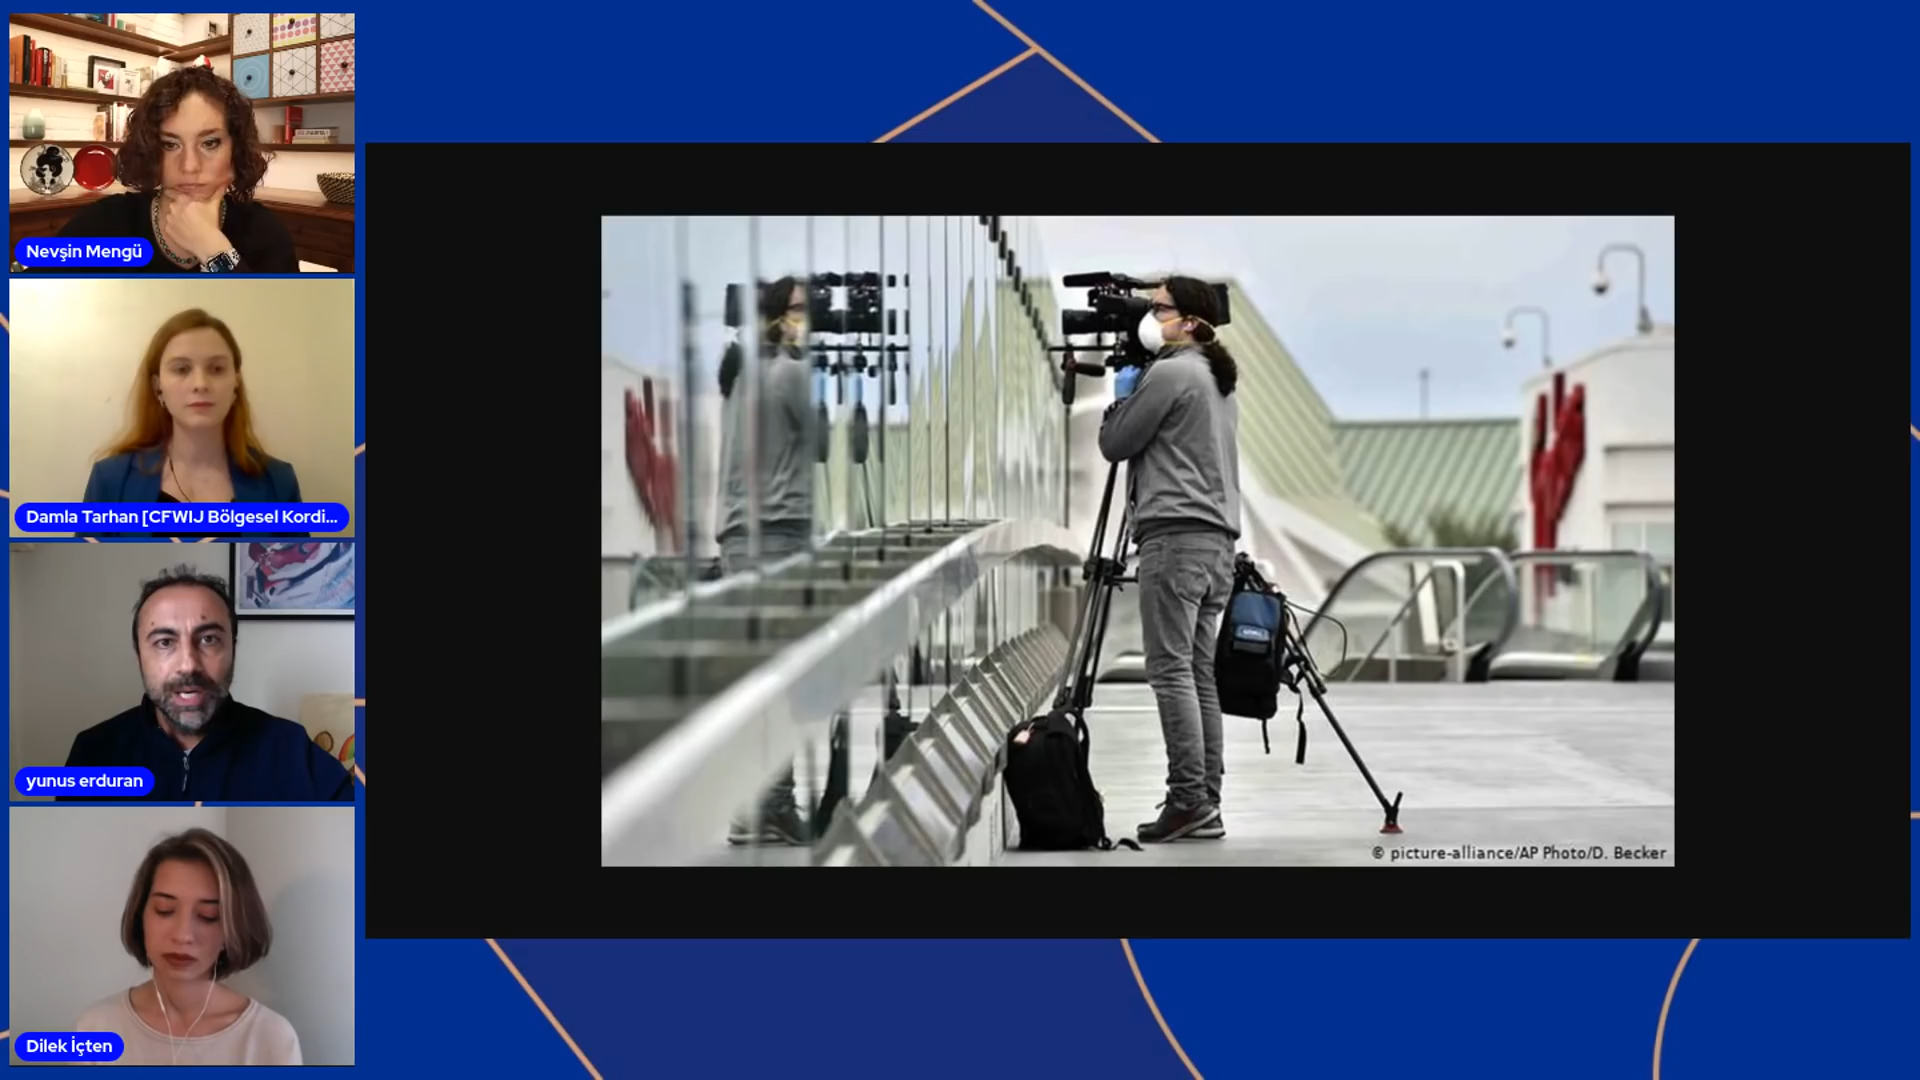 Nevşin Mengü
Damla Tarhan [CFWIJ Bölgesel Kordi...
yunus erduran
Dilek İçten
© picture-alliance/AP Photo/D. Becker